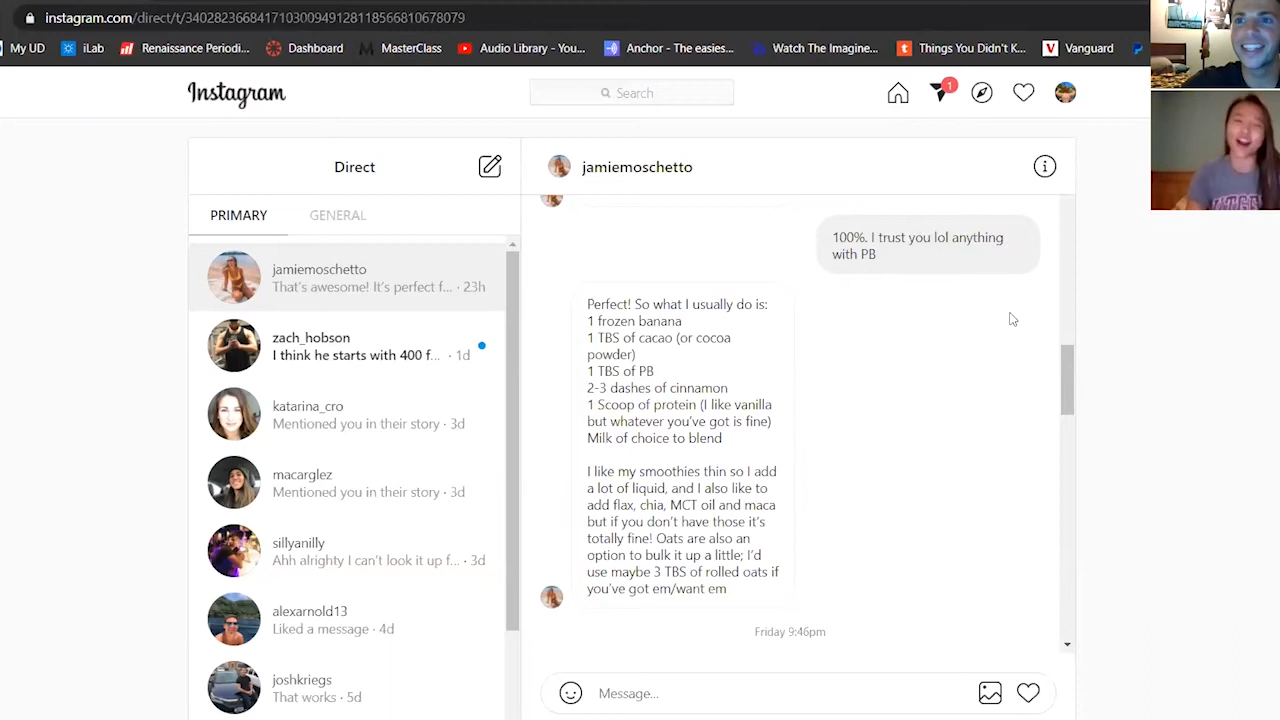 instagram.com/direct/t/340282366841710300949128118566810678079
My UD
iLab
Renaissance Periodi...
Dashboard
MasterClass
Audio Library - You...
Anchor - The easies...
Watch The Imagine...
Things You Didn't K...
Vanguard
Instagram
Search
1
Direct
jamiemoschetto
PRIMARY
GENERAL
jamiemoschetto
That's awesome! It's perfect f... · 23h
zach_hobson
I think he starts with 400 f... · 1d
katarina_cro
Mentioned you in their story · 3d
macarglez
Mentioned you in their story · 3d
sillyanilly
Ahh alrighty I can't look it up f... · 3d
alexarnold13
Liked a message · 4d
joshkriegs
That works · 5d
100%. I trust you lol anything
with PB
Perfect! So what I usually do is:
1 frozen banana
1 TBS of cacao (or cocoa
powder)
1 TBS of PB
2-3 dashes of cinnamon
1 Scoop of protein (I like vanilla
but whatever you've got is fine)
Milk of choice to blend
I like my smoothies thin so I add
a lot of liquid, and I also like to
add flax, chia, MCT oil and maca
but if you don't have those it's
totally fine! Oats are also an
option to bulk it up a little; I'd
use maybe 3 TBS of rolled oats if
you've got em/want em
Friday 9:46pm
Message...